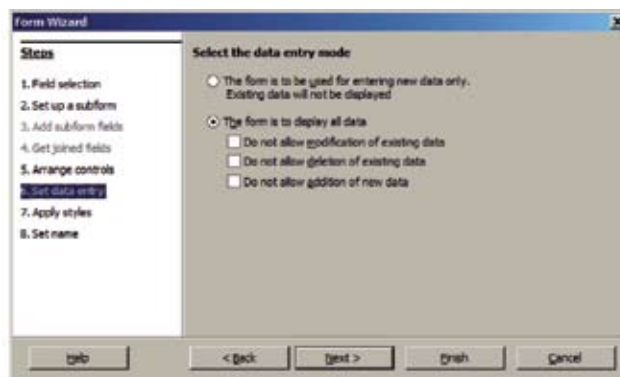 Form Wizard
Steps
1. Field selection
2. Set up a subform
3. Add subform fields
4. Get joined fields
5. Arrange controls
6. Set data entry
7. Apply styles
8. Set name
Select the data entry mode
The form is to be used for entering new data only.
Existing data will not be displayed
The form is to display all data
Do not allow modification of existing data
Do not allow deletion of existing data
Do not allow addition of new data
Help
< Back
Next >
Finish
Cancel